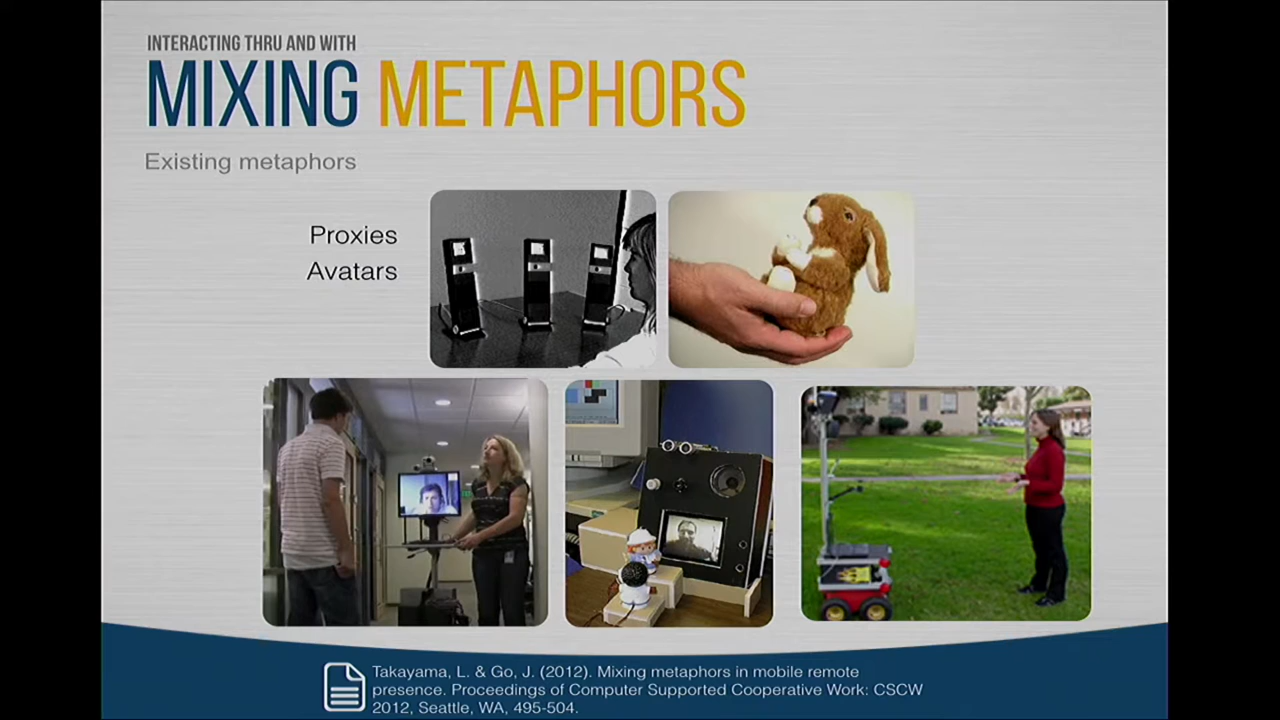 INTERACTING THRU AND WITH
MIXING METAPHORS
Existing metaphors
Proxies
Avatars
Takayama, L. & Go, J. (2012). Mixing metaphors in mobile remote
presence. Proceedings of Computer Supported Cooperative Work: CSCW
2012, Seattle, WA, 495-504.